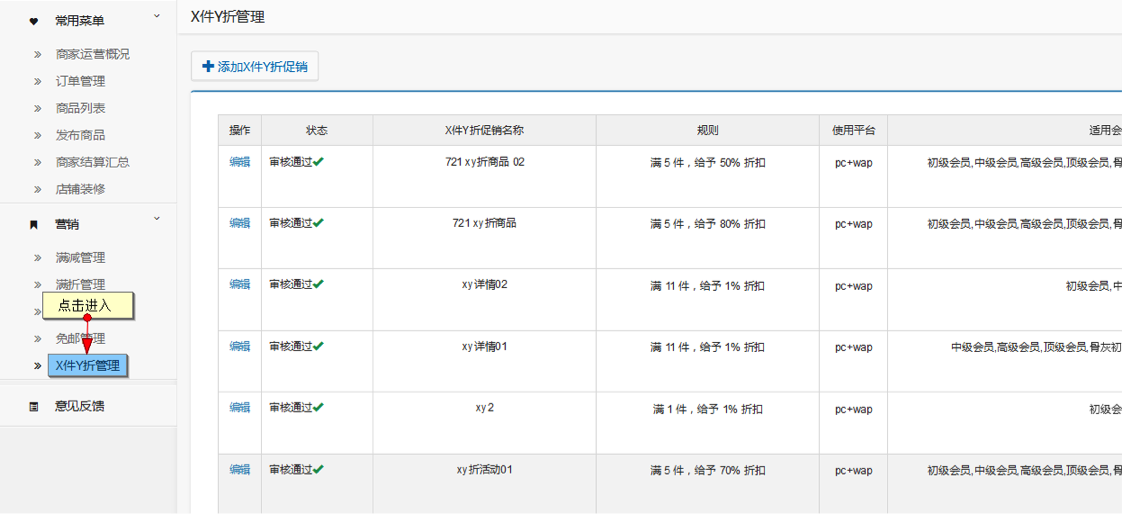 常用菜单
商家运营概况
订单管理
商品列表
发布商品
商家结算汇总
店铺装修
营销
满减管理
满折管理
点击进入
免邮管理
X件Y折管理
意见反馈
X件Y折管理
添加X件Y折促销
操作 状态 X件Y折促销名称 规则 使用平台 适用会
编辑 审核通过 721 xy折商品 02 满 5 件，给予 50% 折扣 pc+wap 初级会员,中级会员,高级会员,顶级会员,骨
编辑 审核通过 721 xy折商品 满 5 件，给予 80% 折扣 pc+wap 初级会员,中级会员,高级会员,顶级会员,骨
编辑 审核通过 xy详情02 满 11 件，给予 1% 折扣 pc+wap 初级会员,中
编辑 审核通过 xy详情01 满 11 件，给予 1% 折扣 pc+wap 中级会员,高级会员,顶级会员,骨灰初
编辑 审核通过 xy2 满 1 件，给予 1% 折扣 pc+wap 初级会
编辑 审核通过 xy折活动01 满 5 件，给予 70% 折扣 pc+wap 初级会员,中级会员,高级会员,顶级会员,骨